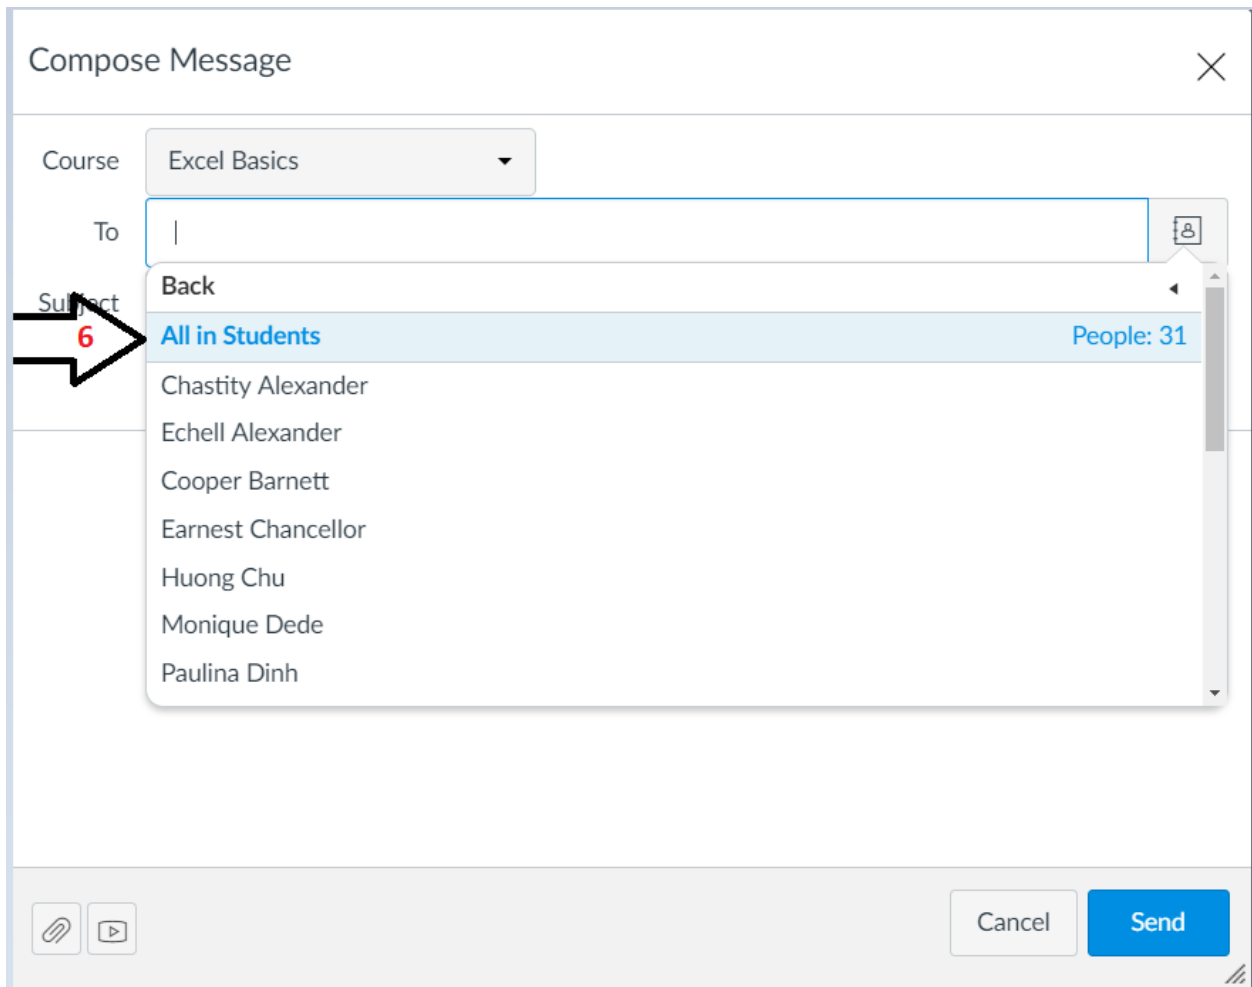 Compose Message
Course Excel Basics
To
Back
Subject
All in Students People: 31
6
Chastity Alexander
Echell Alexander
Cooper Barnett
Earnest Chancellor
Huong Chu
Monique Dede
Paulina Dinh
Cancel Send